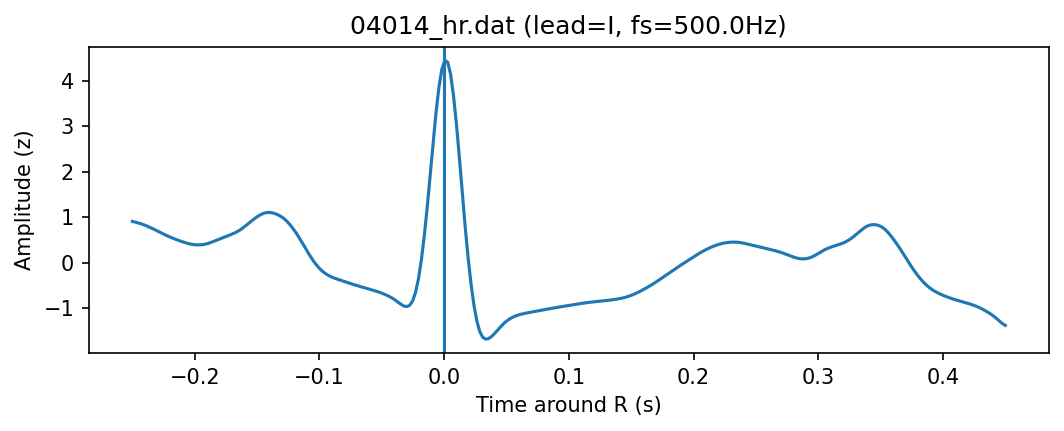 04014_hr.dat (lead=I, fs=500.0Hz)
Amplitude (z)
4
3
2
1
0
−1
−0.2 −0.1 0.0 0.1 0.2 0.3 0.4
Time around R (s)